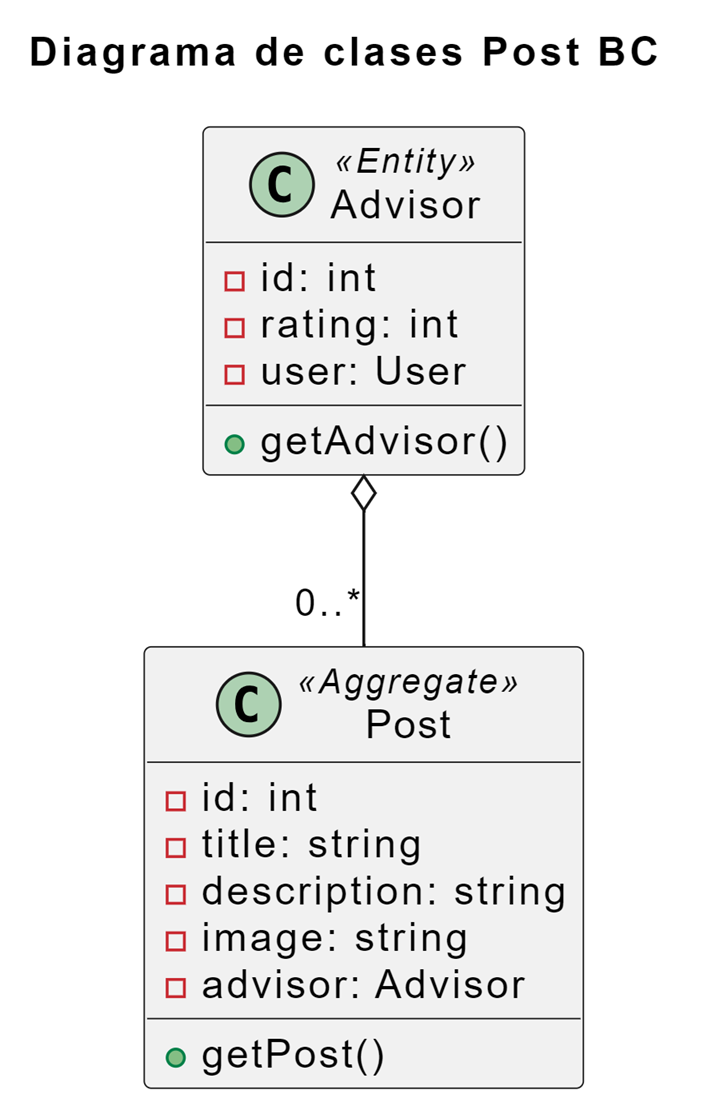 Diagrama de clases Post BC
C
«Entity»
Advisor
id: int
rating: int
user: User
getAdvisor()
0..*
C
«Aggregate»
Post
id: int
title: string
description: string
image: string
advisor: Advisor
getPost()